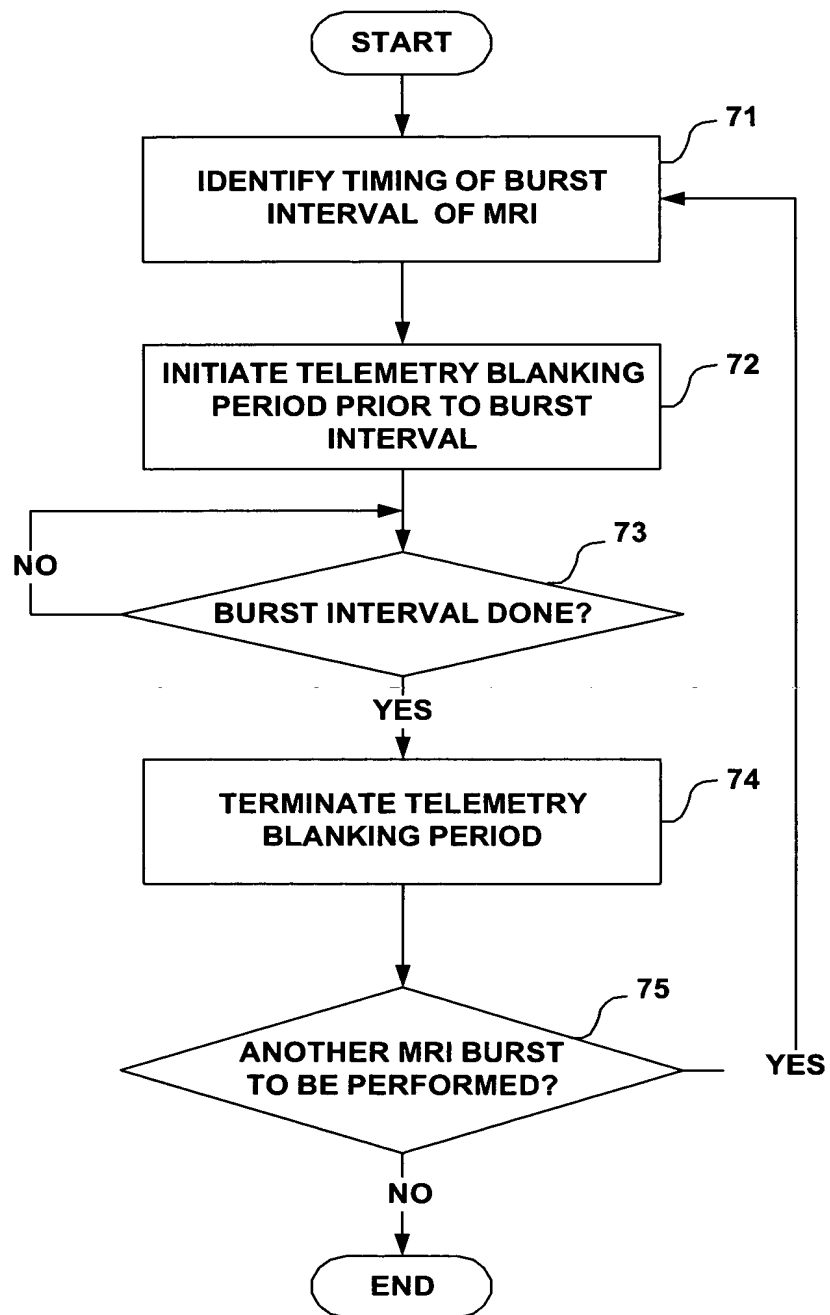 START
71
IDENTIFY TIMING OF BURST
INTERVAL OF MRI
72
INITIATE TELEMETRY BLANKING
PERIOD PRIOR TO BURST
INTERVAL
73
NO
BURST INTERVAL DONE?
YES
74
TERMINATE TELEMETRY
BLANKING PERIOD
75
ANOTHER MRI BURST
TO BE PERFORMED?
YES
NO
END